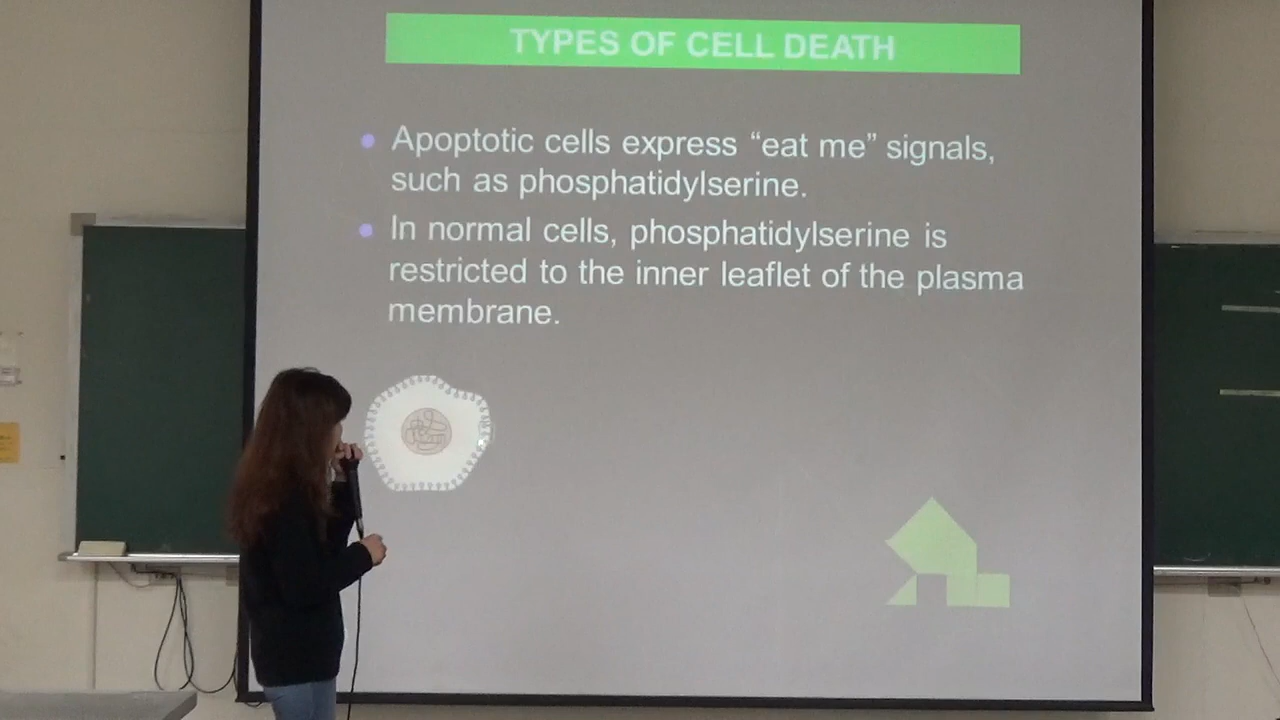 TYPES OF CELL DEATH
Apoptotic cells express “eat me” signals,
such as phosphatidylserine.
In normal cells, phosphatidylserine is
restricted to the inner leaflet of the plasma
membrane.